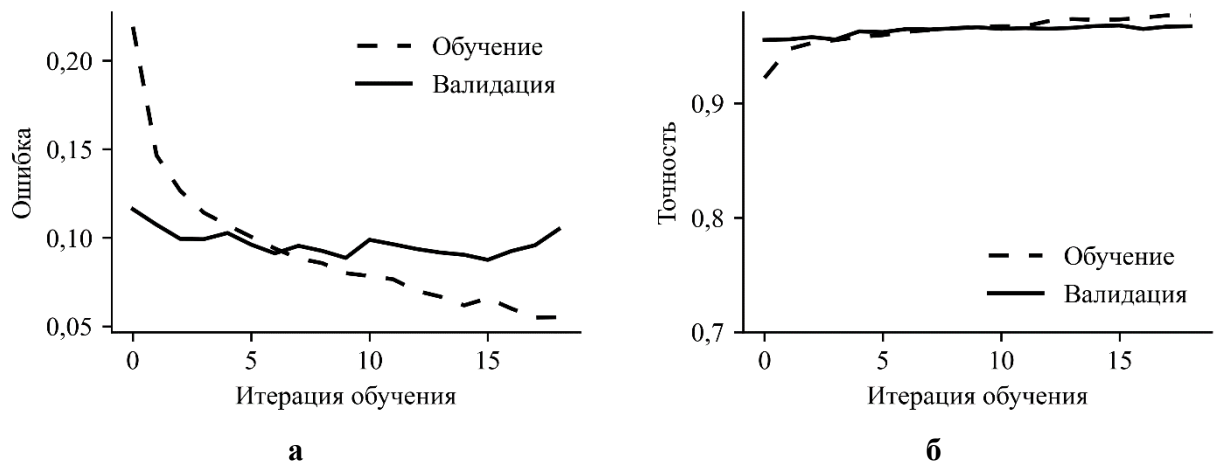 Ошибка
0,20
0,15
0,10
0,05
Обучение
Валидация
0
5
10
15
Итерация обучения
а
Точность
0,9
0,8
0,7
Обучение
Валидация
0
5
10
15
Итерация обучения
б